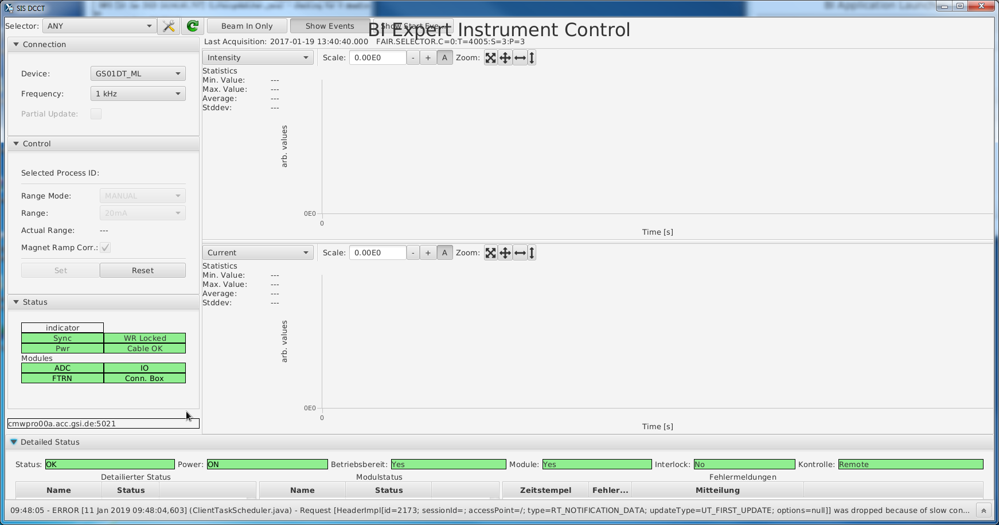 SIS DCCT
Selector: ANY Beam In Only Show Events Show Start Eve...
BI Expert Instrument Control
Last Acquisition: 2017-01-19 13:40:40.000 FAIR.SELECTOR.C=0:T=4005:S=3:P=3
Connection
Device: GS01DT_ML
Frequency: 1 kHz
Partial Update:
Control
Selected Process ID:
Range Mode: MANUAL
Range: 20mA
Actual Range: ---
Magnet Ramp Corr.:
Set Reset
Status
indicator
Sync WR Locked
Pwr Cable OK
Modules
ADC IO
FTRN Conn. Box
cmwpro00a.acc.gsi.de:5021
Intensity Scale: 0.00E0 - + A Zoom:
Statistics
Min. Value: ---
Max. Value: ---
Average: ---
Stddev: ---
arb. values
0E0
0
Time [s]
Current Scale: 0.00E0 - + A Zoom:
Statistics
Min. Value: ---
Max. Value: ---
Average: ---
Stddev: ---
arb. values
0E0
0
Time [s]
Detailed Status
Status: OK Power: ON Betriebsbereit: Yes Module: Yes Interlock: No Kontrolle: Remote
Detailierter Status Modulstatus Fehlermeldungen
Name Status Name Status Zeitstempel Fehler... Mitteilung
09:48:05 - ERROR [11 Jan 2019 09:48:04,603] (ClientTaskScheduler.java) - Request [HeaderImpl[id=2173; sessionId=; accessPoint=/; type=RT_NOTIFICATION_DATA; updateType=UT_FIRST_UPDATE; options=null]] was dropped because of slow con...